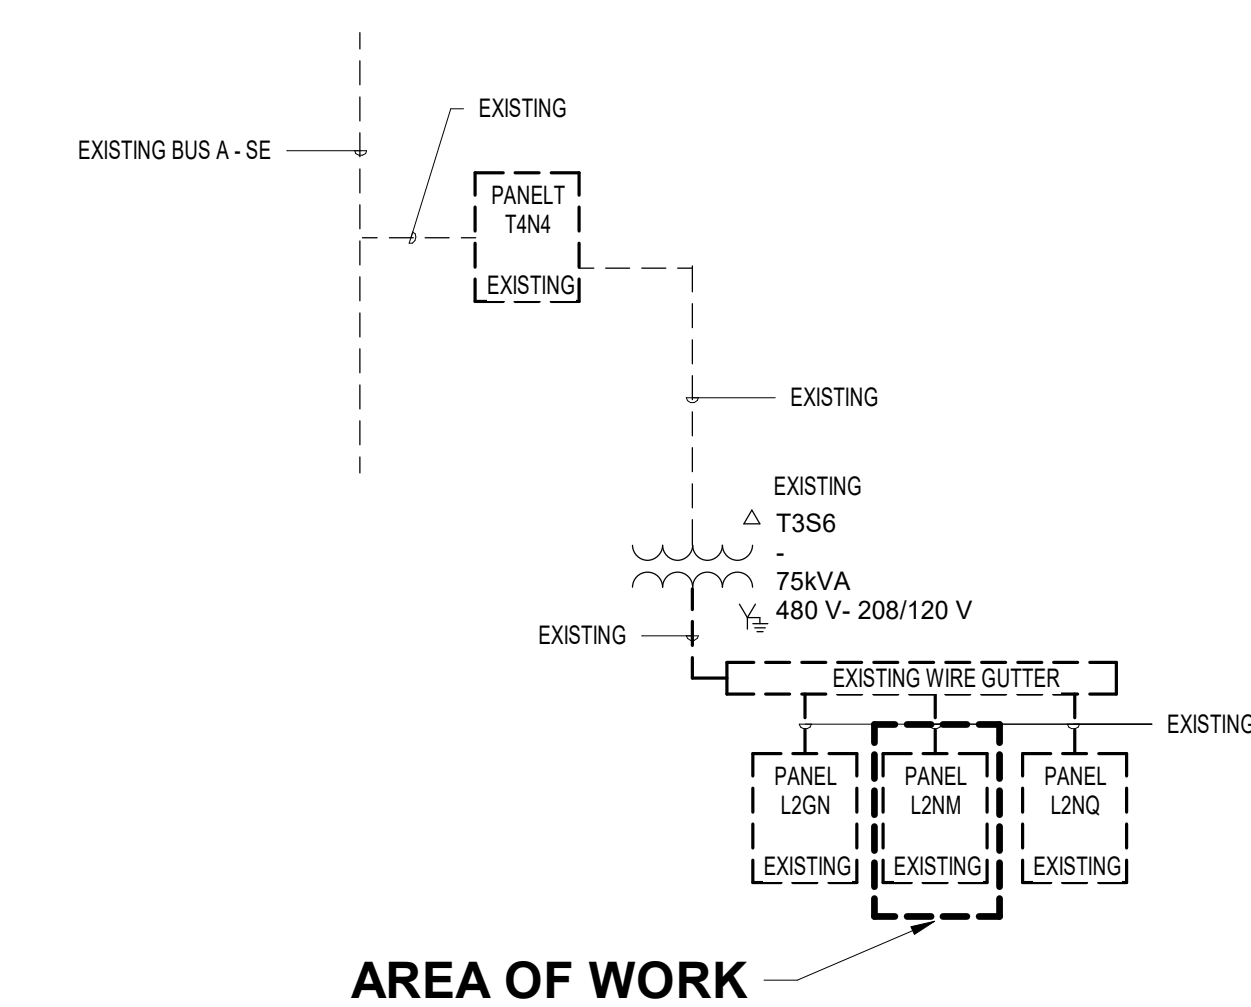 EXISTING
EXISTING BUS A - SE
PANELT
T4N4
EXISTING
EXISTING
EXISTING
T3S6
-
75kVA
480 V- 208/120 V
EXISTING
EXISTING WIRE GUTTER
EXISTING
PANEL
L2GN
EXISTING
PANEL
L2NM
EXISTING
PANEL
L2NQ
EXISTING
AREA OF WORK